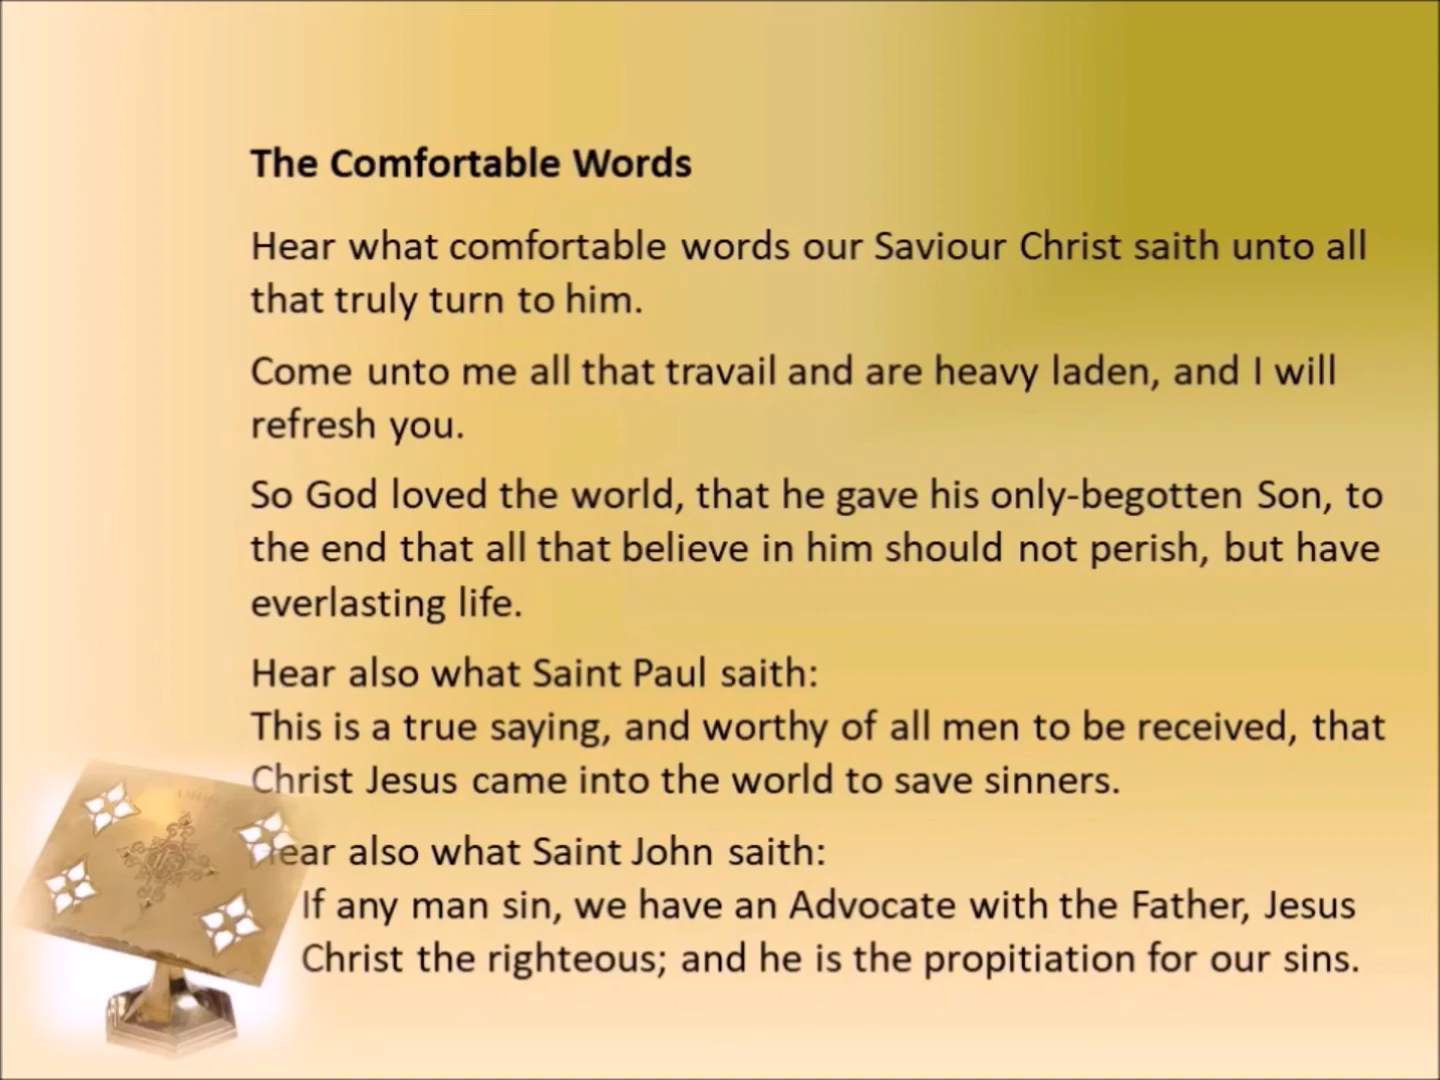 The Comfortable Words
Hear what comfortable words our Saviour Christ saith unto all
that truly turn to him.
Come unto me all that travail and are heavy laden, and I will
refresh you.
So God loved the world, that he gave his only-begotten Son, to
the end that all that believe in him should not perish, but have
everlasting life.
Hear also what Saint Paul saith:
This is a true saying, and worthy of all men to be received, that
Christ Jesus came into the world to save sinners.
Hear also what Saint John saith:
If any man sin, we have an Advocate with the Father, Jesus
Christ the righteous; and he is the propitiation for our sins.